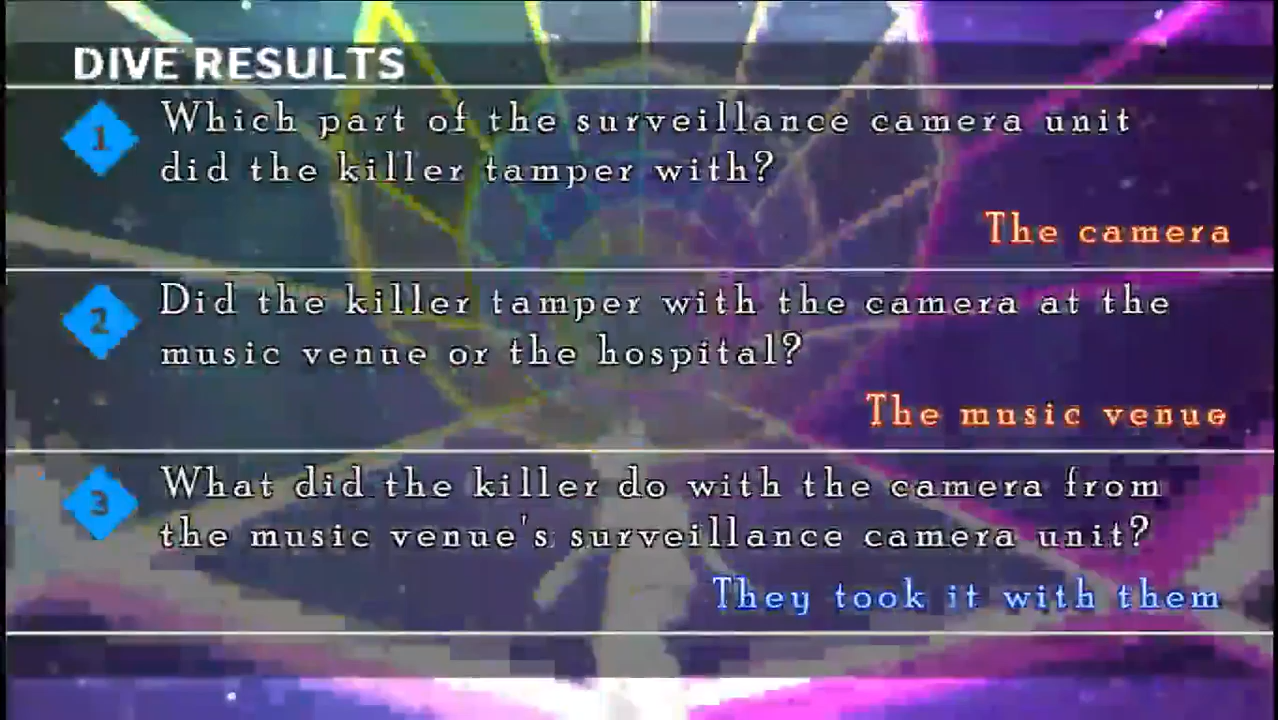 DIVE RESULTS
1
Which part of the surveillance camera unit
did the killer tamper with?
The camera
2
Did the killer tamper with the camera at the
music venue or the hospital?
The music venue
3
What did the killer do with the camera from
the music venue's surveillance camera unit?
They took it with them